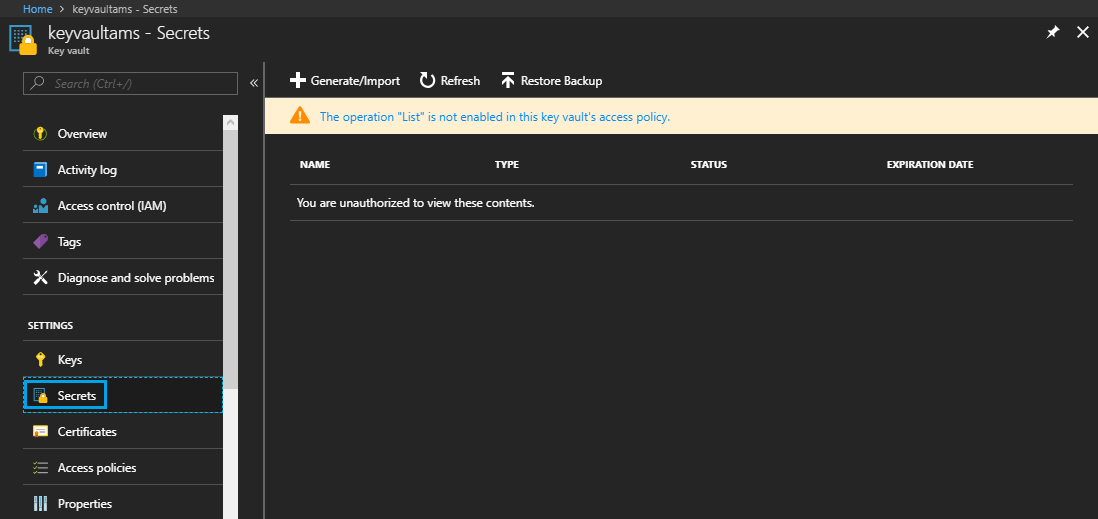 Home > keyvaultams - Secrets
keyvaultams - Secrets
Key vault
Search (Ctrl+/)
«
Overview
Activity log
Access control (IAM)
Tags
Diagnose and solve problems
SETTINGS
Keys
Secrets
Certificates
Access policies
Properties
Generate/Import Refresh Restore Backup
The operation "List" is not enabled in this key vault's access policy.
NAME TYPE STATUS EXPIRATION DATE
You are unauthorized to view these contents.